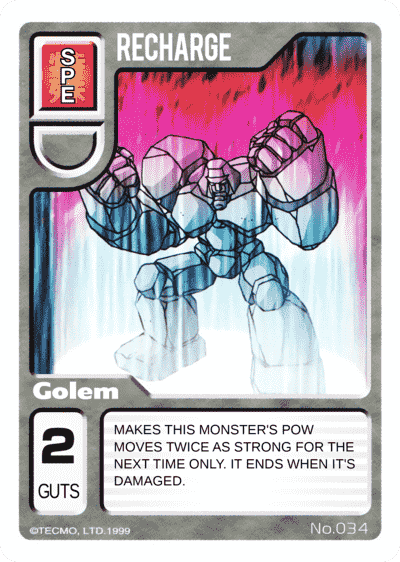 SPE
RECHARGE
Golem
2
GUTS
MAKES THIS MONSTER'S POW
MOVES TWICE AS STRONG FOR THE
NEXT TIME ONLY. IT ENDS WHEN IT'S
DAMAGED.
©TECMO, LTD.1999
No.034